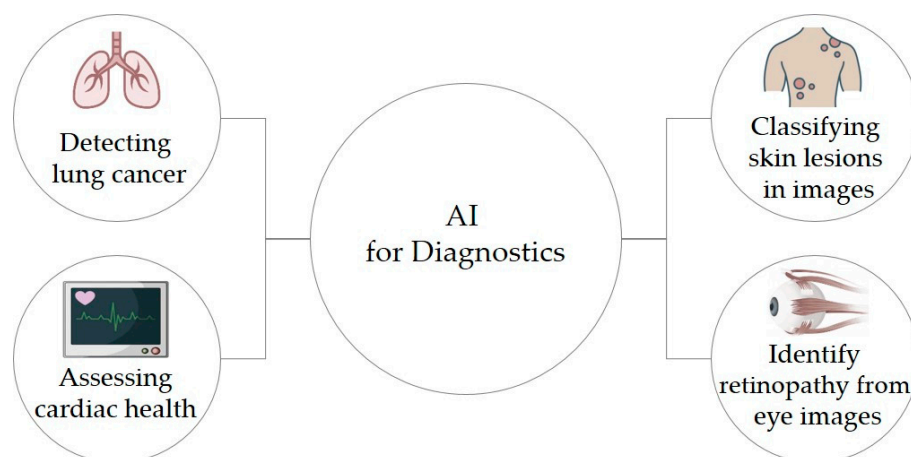 Detecting
lung cancer
Assessing
cardiac health
AI
for Diagnostics
Classifying
skin lesions
in images
Identify
retinopathy from
eye images